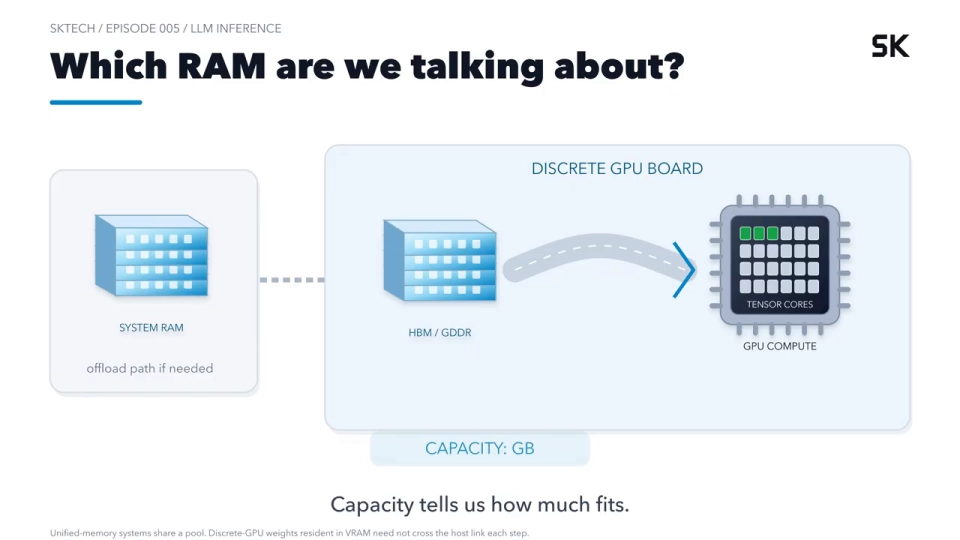 SKTECH / EPISODE 005 / LLM INFERENCE
Which RAM are we talking about?
SK
DISCRETE GPU BOARD
SYSTEM RAM
offload path if needed
HBM / GDDR
TENSOR CORES
GPU COMPUTE
CAPACITY: GB
Capacity tells us how much fits.
Unified-memory systems share a pool. Discrete-GPU weights resident in VRAM need not cross the host link each step.